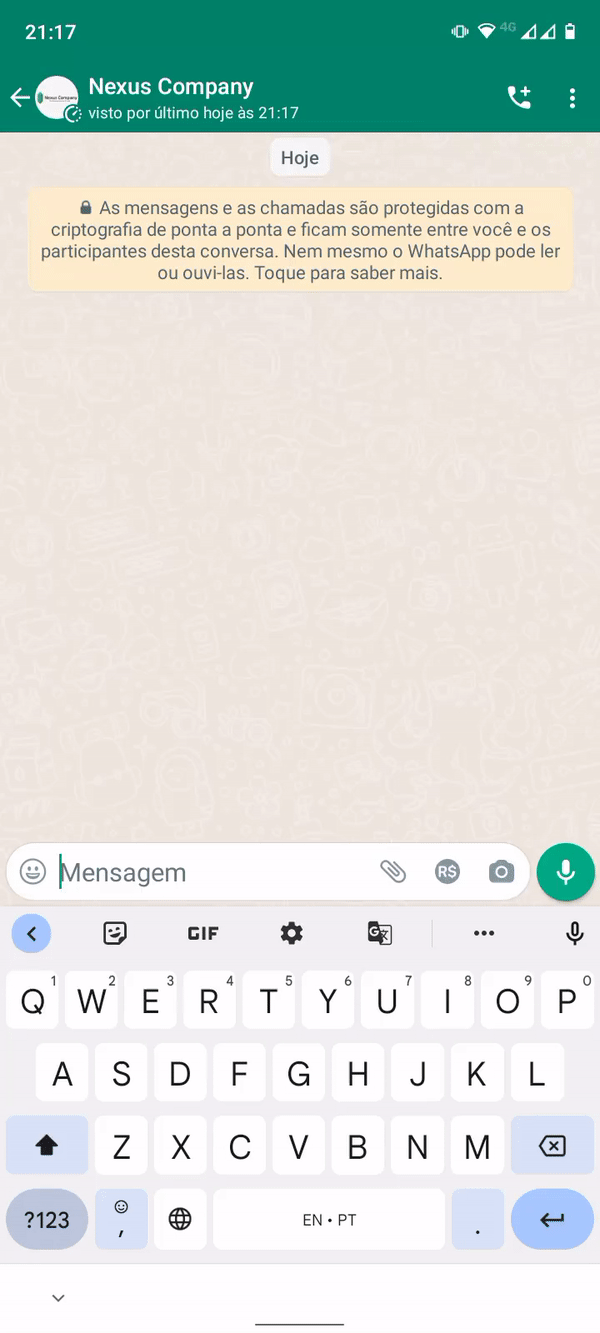 21:17
4G
Nexus Company
visto por último hoje às 21:17
Hoje
As mensagens e as chamadas são protegidas com a
criptografia de ponta a ponta e ficam somente entre você e os
participantes desta conversa. Nem mesmo o WhatsApp pode ler
ou ouvi-las. Toque para saber mais.
Mensagem
R$
GIF
G
Q 1 W 2 E 3 R 4 T 5 Y 6 U 7 I 8 O 9 P 0
A S D F G H J K L
Z X C V B N M
?123 , EN • PT .